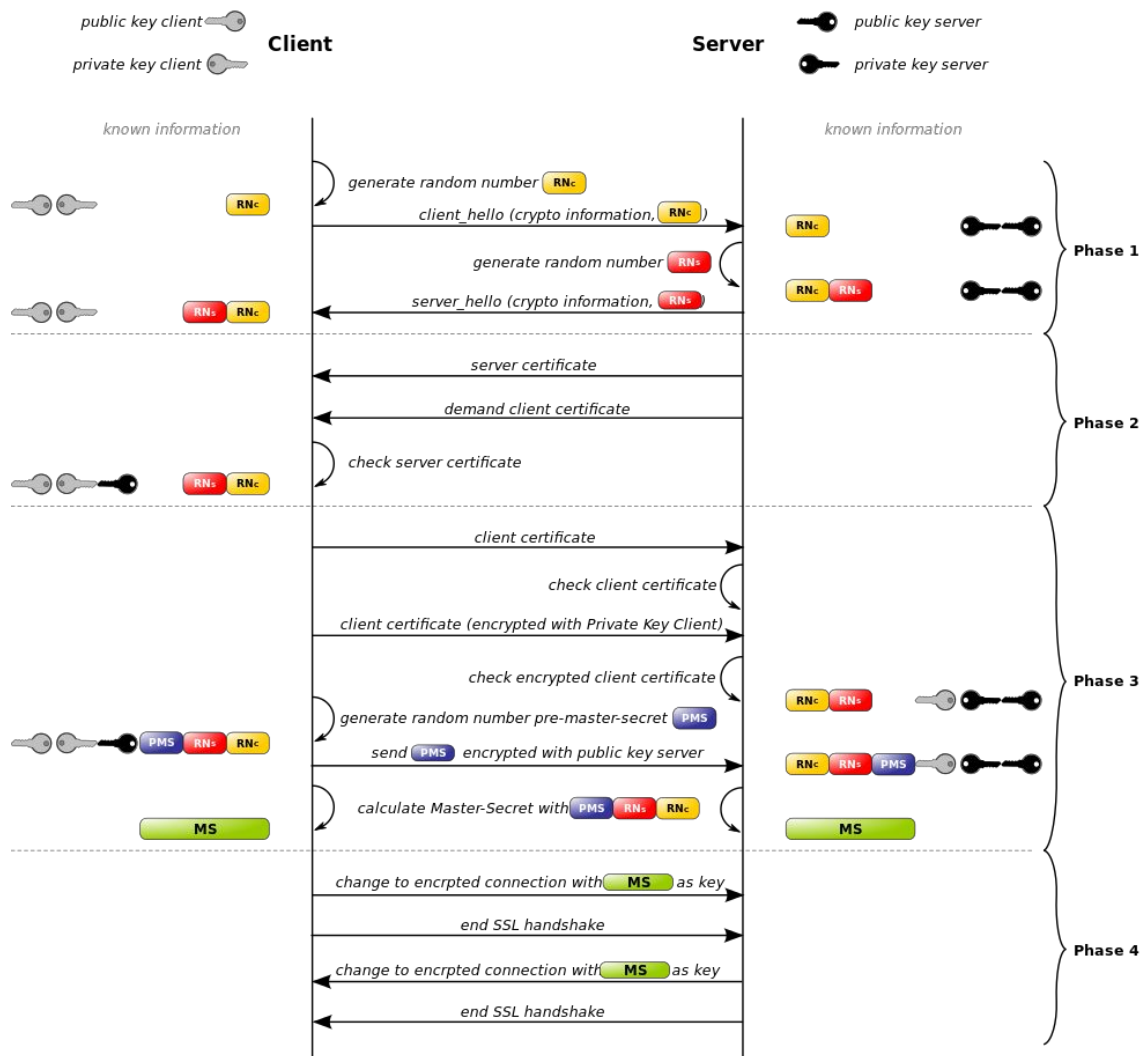 public key client
Client
Server
public key server
private key client
private key server
known information
known information
generate random number RNc
RNc
client_hello (crypto information, RNc)
RNc
generate random number RNs
Phase 1
RNc RNs
server_hello (crypto information, RNs)
RNs RNc
server certificate
demand client certificate
Phase 2
check server certificate
RNs RNc
client certificate
check client certificate
client certificate (encrypted with Private Key Client)
check encrypted client certificate
Phase 3
RNc RNs
generate random number pre-master-secret PMS
PMS RNs RNc
send PMS encrypted with public key server
RNc RNs PMS
calculate Master-Secret with PMS RNs RNc
MS
MS
change to encrpted connection with MS as key
end SSL handshake
Phase 4
change to encrpted connection with MS as key
end SSL handshake